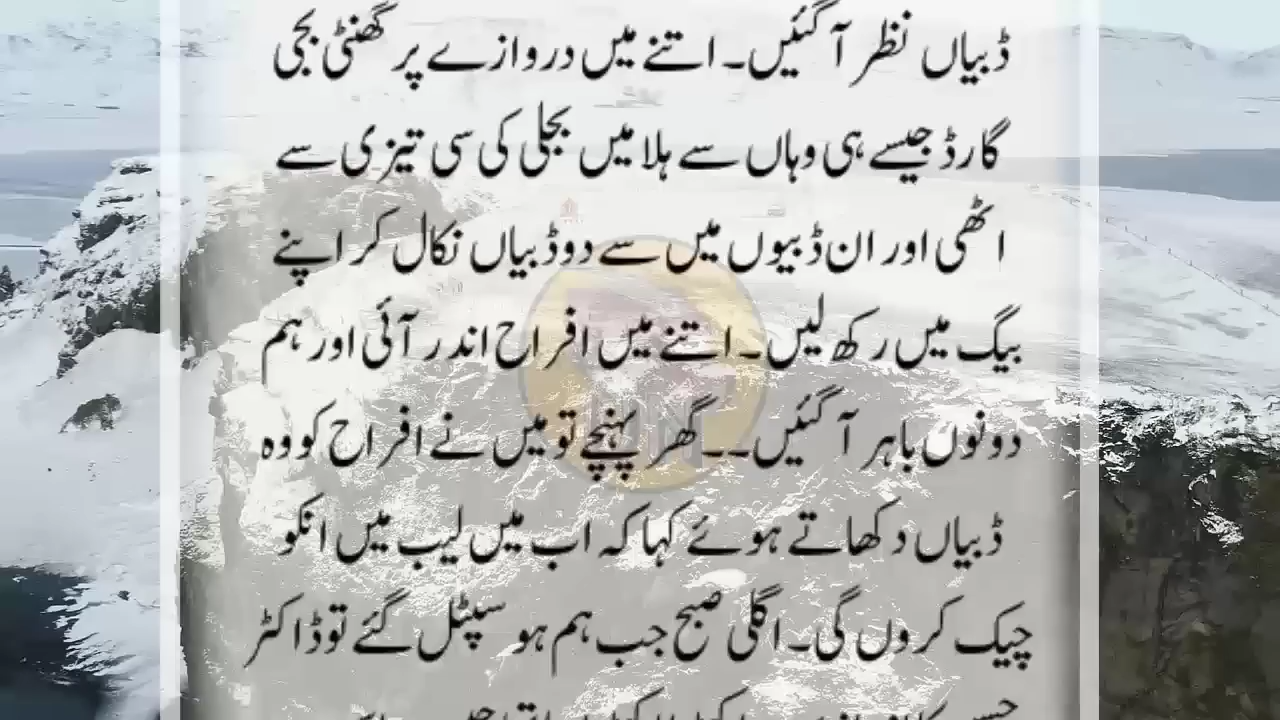 ڈبیاں نظر آ گئیں۔ اتنے میں دروازے پر گھنٹی بجی
گارڈ جیسے ہی وہاں سے ہلا میں بجلی کی سی تیزی سے
اٹھی اور ان ڈبیوں میں سے دو ڈبیاں نکال کر اپنے
بیگ میں رکھ لیں۔ اتنے میں افراح اندر آئی اور ہم
دونوں باہر آ گئیں۔۔ گھر پہنچے تو میں نے افراح کو وہ
ڈبیاں دکھاتے ہوئے کہا کہ اب میں لیب میں انکو
چیک کروں گی۔ اگلی صبح جب ہم ہوسپٹل گئے تو ڈاکٹر